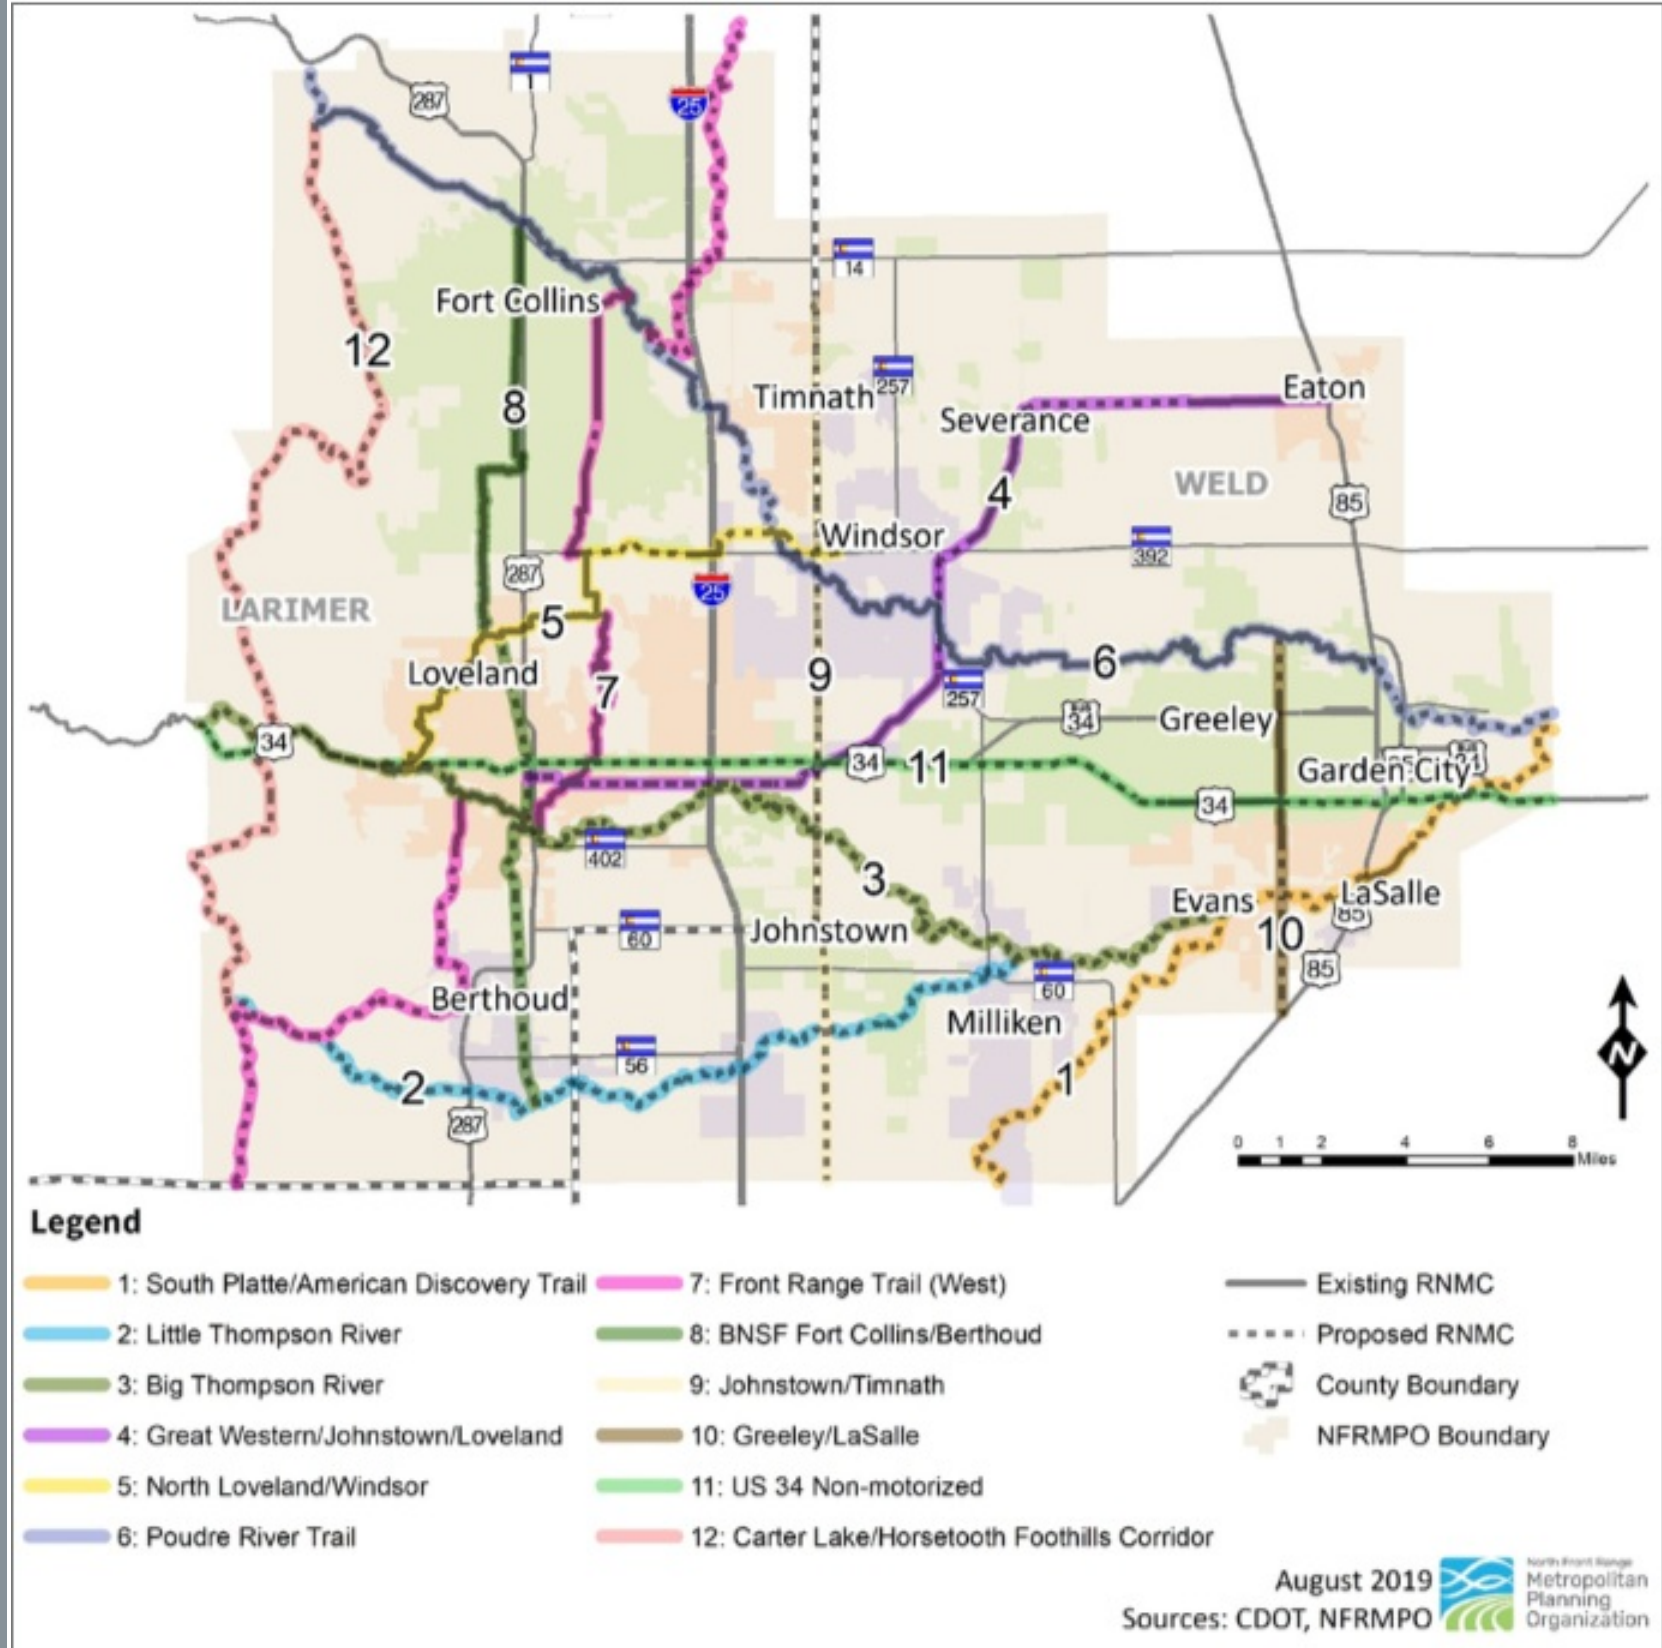 1
287
25
14
Fort Collins
12
257
Timnath
Eaton
8
Severance
WELD
4
85
Windsor
392
287
25
LARIMER
5
6
Loveland
9
7
257
34
Greeley
34
34
11
Garden City
34
402
3
Evans
LaSalle
85
60
Johnstown
10
85
60
Berthoud
Milliken
56
1
2
287
N
0 1 2 4 6 8
Miles
Legend
1: South Platte/American Discovery Trail
2: Little Thompson River
3: Big Thompson River
4: Great Western/Johnstown/Loveland
5: North Loveland/Windsor
6: Poudre River Trail
7: Front Range Trail (West)
8: BNSF Fort Collins/Berthoud
9: Johnstown/Timnath
10: Greeley/LaSalle
11: US 34 Non-motorized
12: Carter Lake/Horsetooth Foothills Corridor
Existing RNMC
Proposed RNMC
County Boundary
NFRMPO Boundary
August 2019
Sources: CDOT, NFRMPO
North Front Range
Metropolitan
Planning
Organization